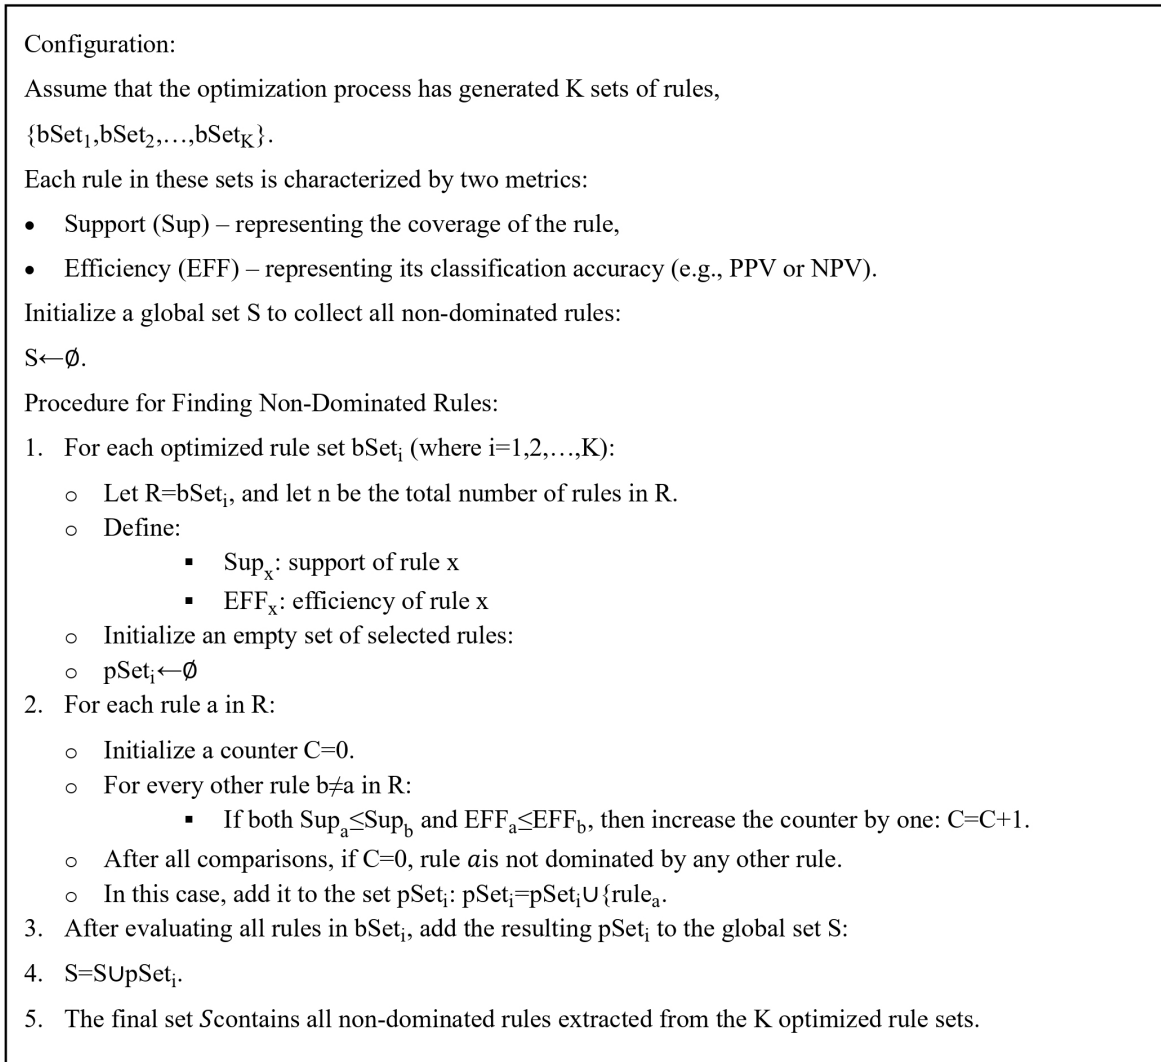 Configuration:
Assume that the optimization process has generated K sets of rules,
{bSet₁,bSet₂,…,bSet_K}.
Each rule in these sets is characterized by two metrics:
• Support (Sup) – representing the coverage of the rule,
• Efficiency (EFF) – representing its classification accuracy (e.g., PPV or NPV).
Initialize a global set S to collect all non-dominated rules:
S←∅.
Procedure for Finding Non-Dominated Rules:
1. For each optimized rule set bSetᵢ (where i=1,2,…,K):
o Let R=bSetᵢ, and let n be the total number of rules in R.
o Define:
▪ Supₓ: support of rule x
▪ EFFₓ: efficiency of rule x
o Initialize an empty set of selected rules:
o pSetᵢ←∅
2. For each rule a in R:
o Initialize a counter C=0.
o For every other rule b≠a in R:
▪ If both Supₐ≤Sup_b and EFFₐ≤EFF_b, then increase the counter by one: C=C+1.
o After all comparisons, if C=0, rule ais not dominated by any other rule.
o In this case, add it to the set pSetᵢ: pSetᵢ=pSetᵢ∪{ruleₐ.
3. After evaluating all rules in bSetᵢ, add the resulting pSetᵢ to the global set S:
4. S=S∪pSetᵢ.
5. The final set Scontains all non-dominated rules extracted from the K optimized rule sets.